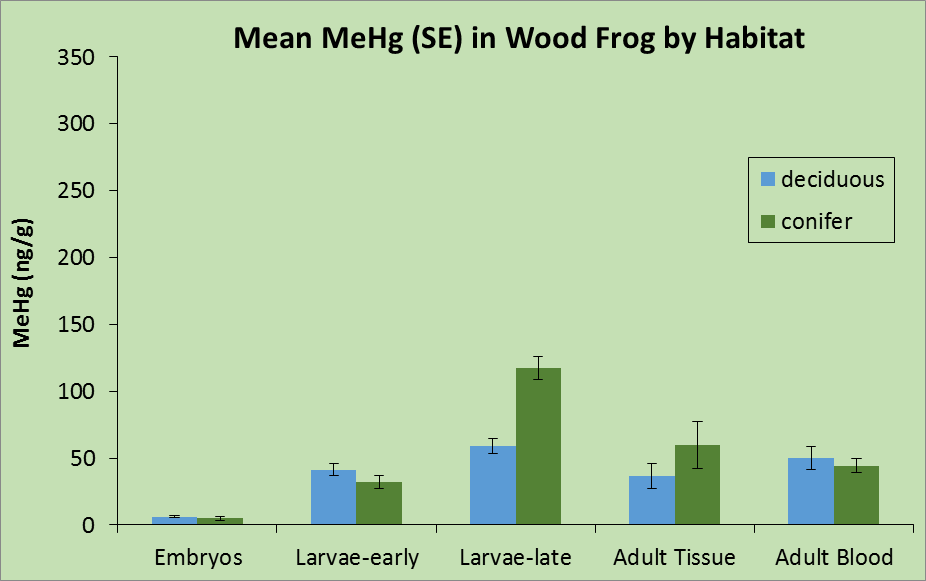 Mean MeHg (SE) in Wood Frog by Habitat
350
300
250
200
150
100
50
0
MeHg (ng/g)
deciduous
conifer
Embryos Larvae-early Larvae-late Adult Tissue Adult Blood